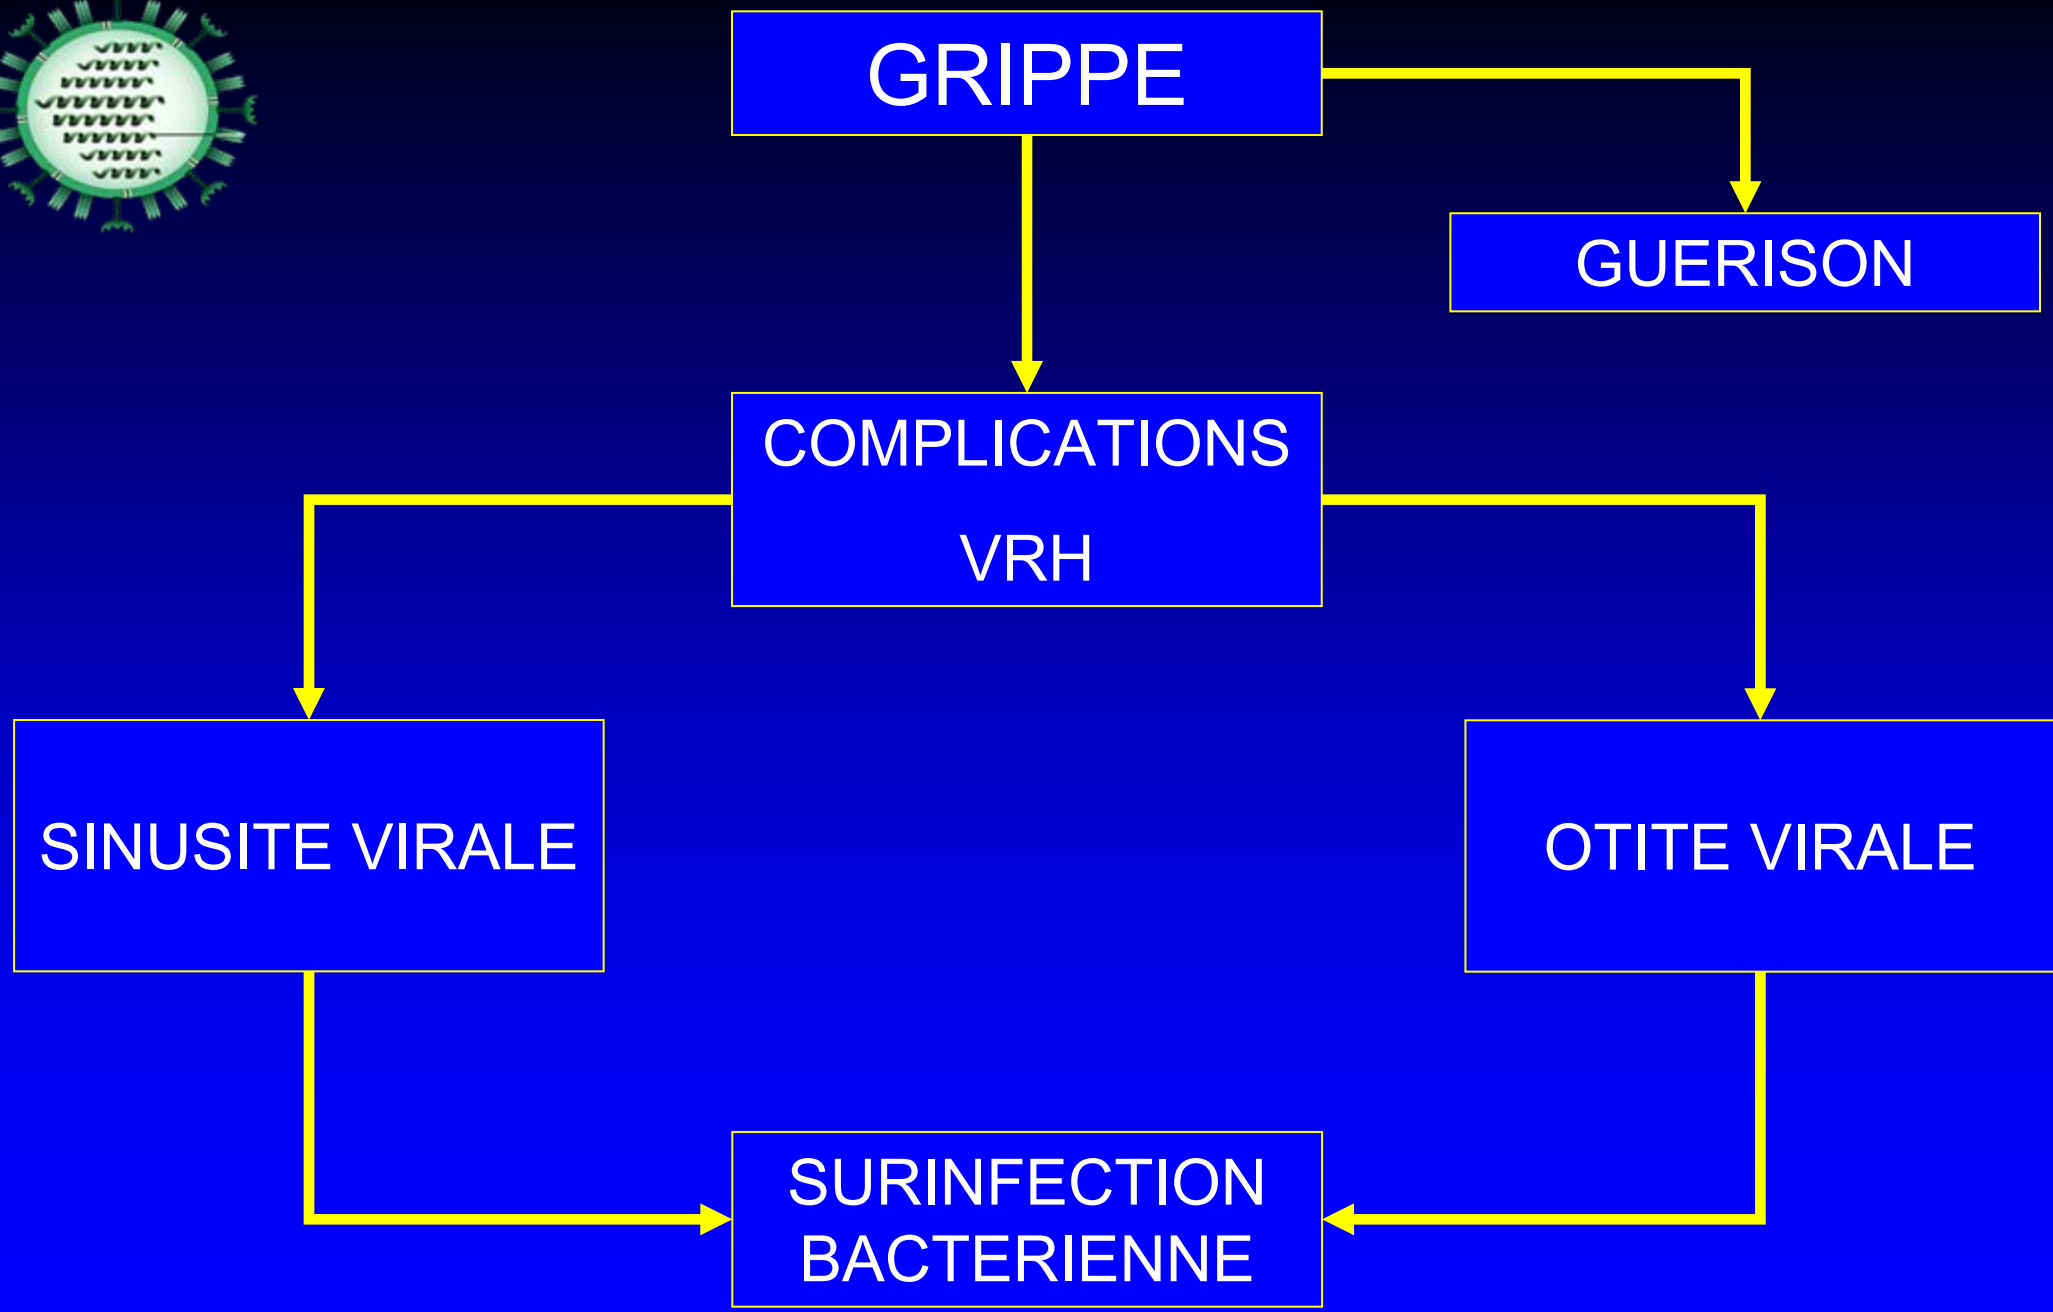 GRIPPE
GUERISON
COMPLICATIONS
VRH
SINUSITE VIRALE
OTITE VIRALE
SURINFECTION
BACTERIENNE